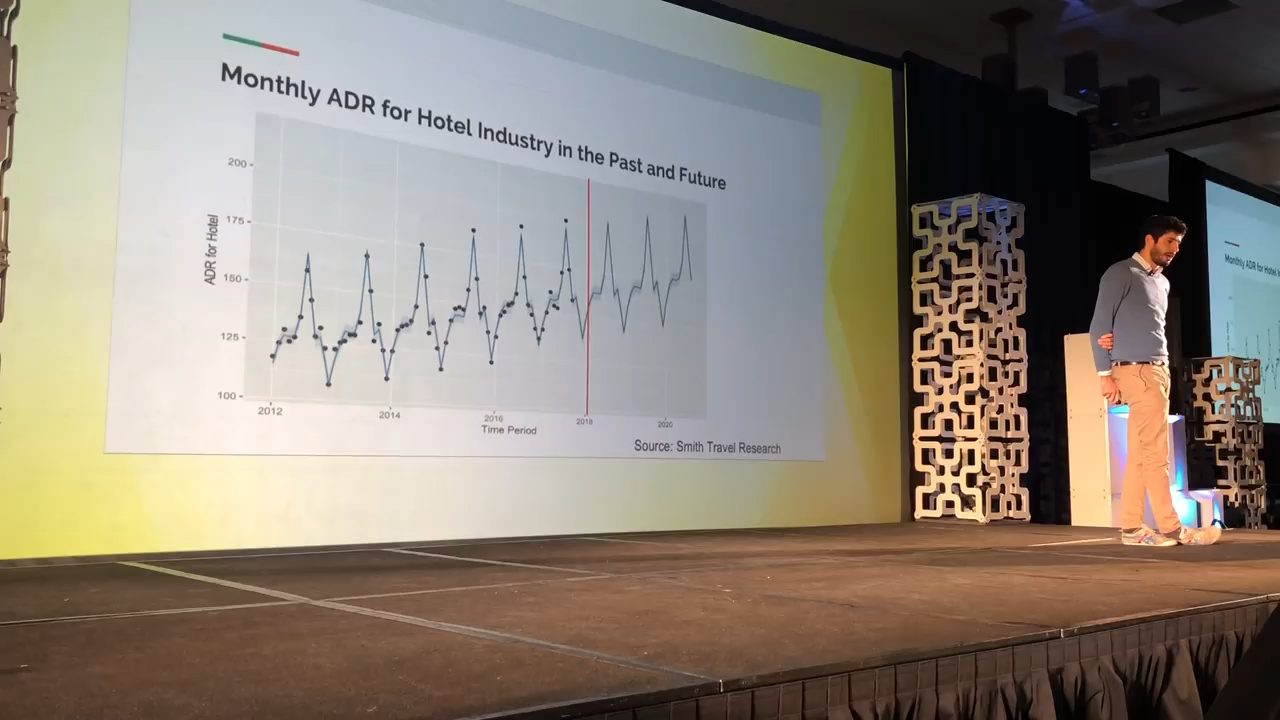 Monthly ADR for Hotel Industry in the Past and Future
200
175
150
125
100
ADR for Hotel
2012
2014
2016
2018
2020
Time Period
Source: Smith Travel Research
Monthly ADR for Hotel